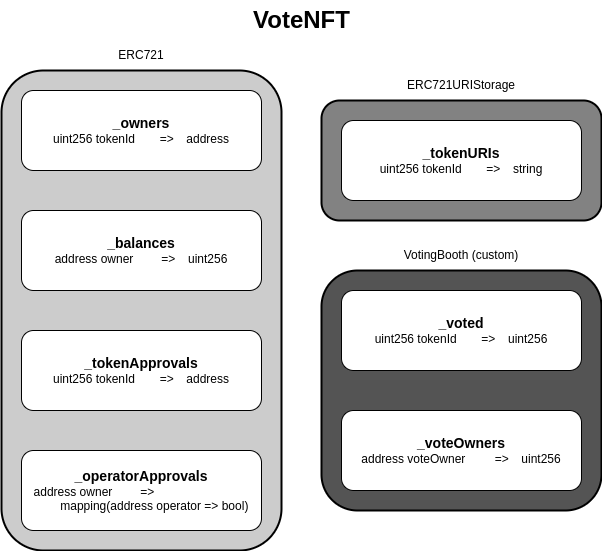 VoteNFT
ERC721
_owners
uint256 tokenId => address
_balances
address owner => uint256
_tokenApprovals
uint256 tokenId => address
_operatorApprovals
address owner =>
mapping(address operator => bool)
ERC721URIStorage
_tokenURIs
uint256 tokenId => string
VotingBooth (custom)
_voted
uint256 tokenId => uint256
_voteOwners
address voteOwner => uint256